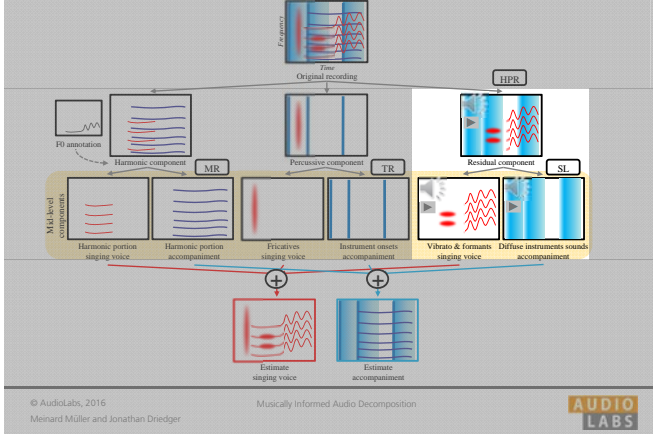 Frequency
Time
Original recording
HPR
F0 annotation
Harmonic component
MR
Percussive component
TR
Residual component
SL
Mid-level
components
Harmonic portion
singing voice
Harmonic portion
accompaniment
Fricatives
singing voice
Instrument onsets
accompaniment
Vibrato & formants
singing voice
Diffuse instruments sounds
accompaniment
+
+
Estimate
singing voice
Estimate
accompaniment
© AudioLabs, 2016
Meinard Müller and Jonathan Driedger
Musically Informed Audio Decomposition
AUDIO
LABS